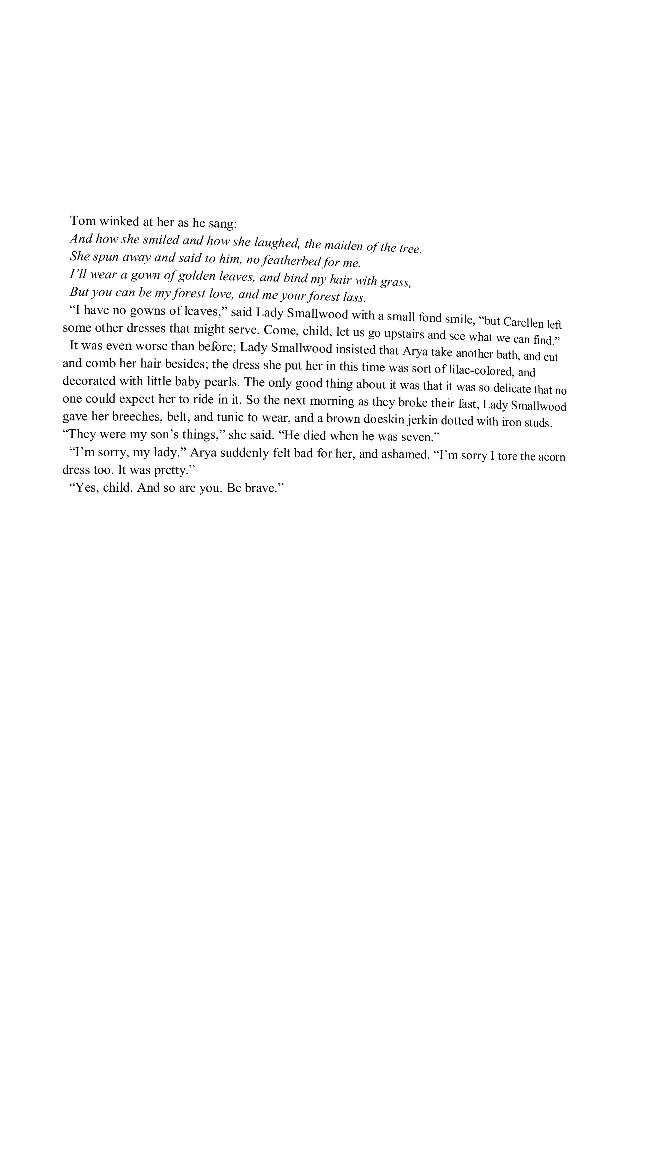 Tom winked at her as he sang:
And how she smiled and how she laughed, the maiden of the tree.
She spun away and said to him, no featherbed for me.
I'll wear a gown of golden leaves, and bind my hair with grass,
But you can be my forest love, and me your forest lass.
“I have no gowns of leaves,” said Lady Smallwood with a small fond smile, “but Carellen left
some other dresses that might serve. Come, child, let us go upstairs and see what we can find.”
It was even worse than before; Lady Smallwood insisted that Arya take another bath, and cut
and comb her hair besides; the dress she put her in this time was sort of lilac-colored, and
decorated with little baby pearls. The only good thing about it was that it was so delicate that no
one could expect her to ride in it. So the next morning as they broke their fast, Lady Smallwood
gave her breeches, belt, and tunic to wear, and a brown doeskin jerkin dotted with iron studs.
“They were my son’s things,” she said. “He died when he was seven.”
“I’m sorry, my lady.” Arya suddenly felt bad for her, and ashamed. “I’m sorry I tore the acorn
dress too. It was pretty.”
“Yes, child. And so are you. Be brave.”